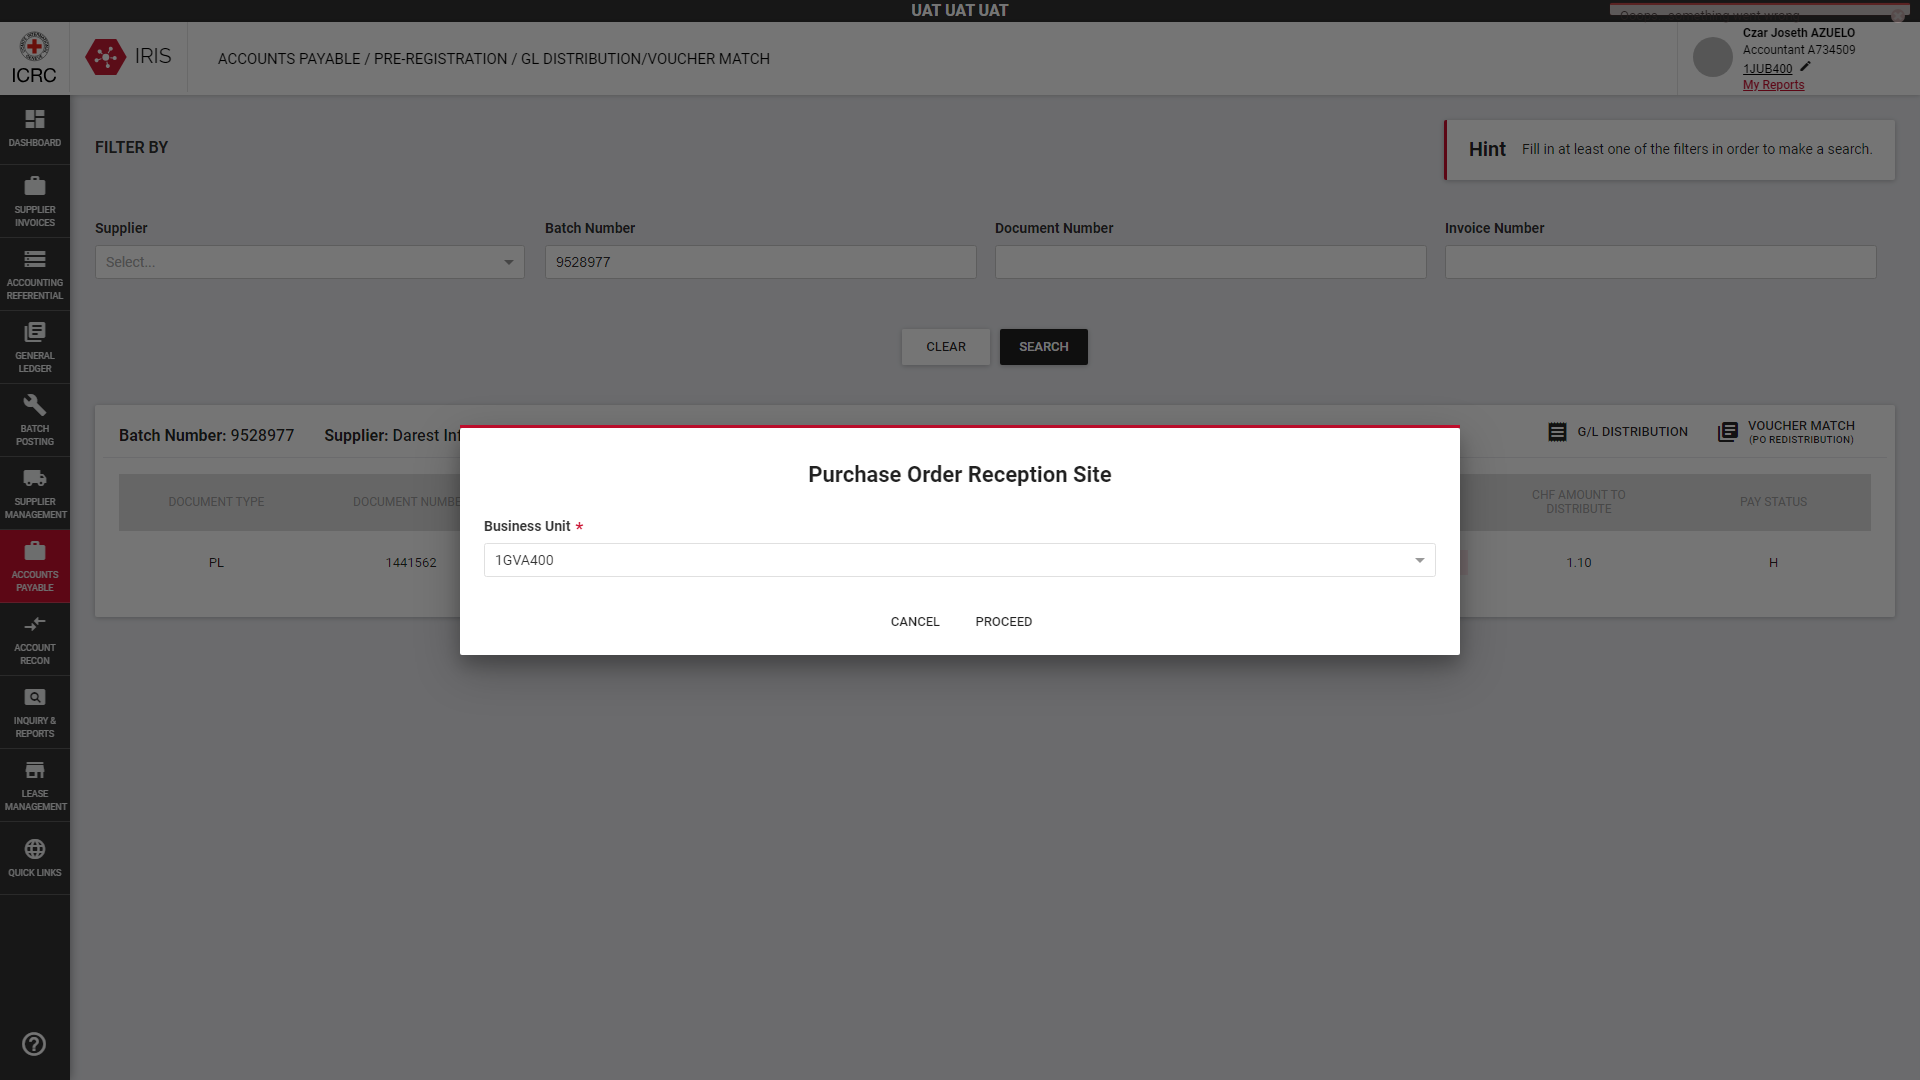 UAT UAT UAT
Ooops...something went wrong
ICRC
IRIS
ACCOUNTS PAYABLE / PRE-REGISTRATION / GL DISTRIBUTION/VOUCHER MATCH
Czar Joseth AZUELO
Accountant A734509
1JUB400
My Reports
DASHBOARD
SUPPLIER
INVOICES
ACCOUNTING
REFERENTIAL
GENERAL
LEDGER
BATCH
POSTING
SUPPLIER
MANAGEMENT
ACCOUNTS
PAYABLE
ACCOUNT
RECON
INQUIRY &
REPORTS
LEASE
MANAGEMENT
QUICK LINKS
FILTER BY
Hint Fill in at least one of the filters in order to make a search.
Supplier
Select...
Batch Number
9528977
Document Number
Invoice Number
CLEAR
SEARCH
Batch Number: 9528977
Supplier: Darest
G/L DISTRIBUTION
VOUCHER MATCH
(PO REDISTRIBUTION)
DOCUMENT TYPE
DOCUMENT
CHF AMOUNT TO
DISTRIBUTE
PAY STATUS
PL
1441562
1.10
H
Purchase Order Reception Site
Business Unit *
1GVA400
CANCEL
PROCEED